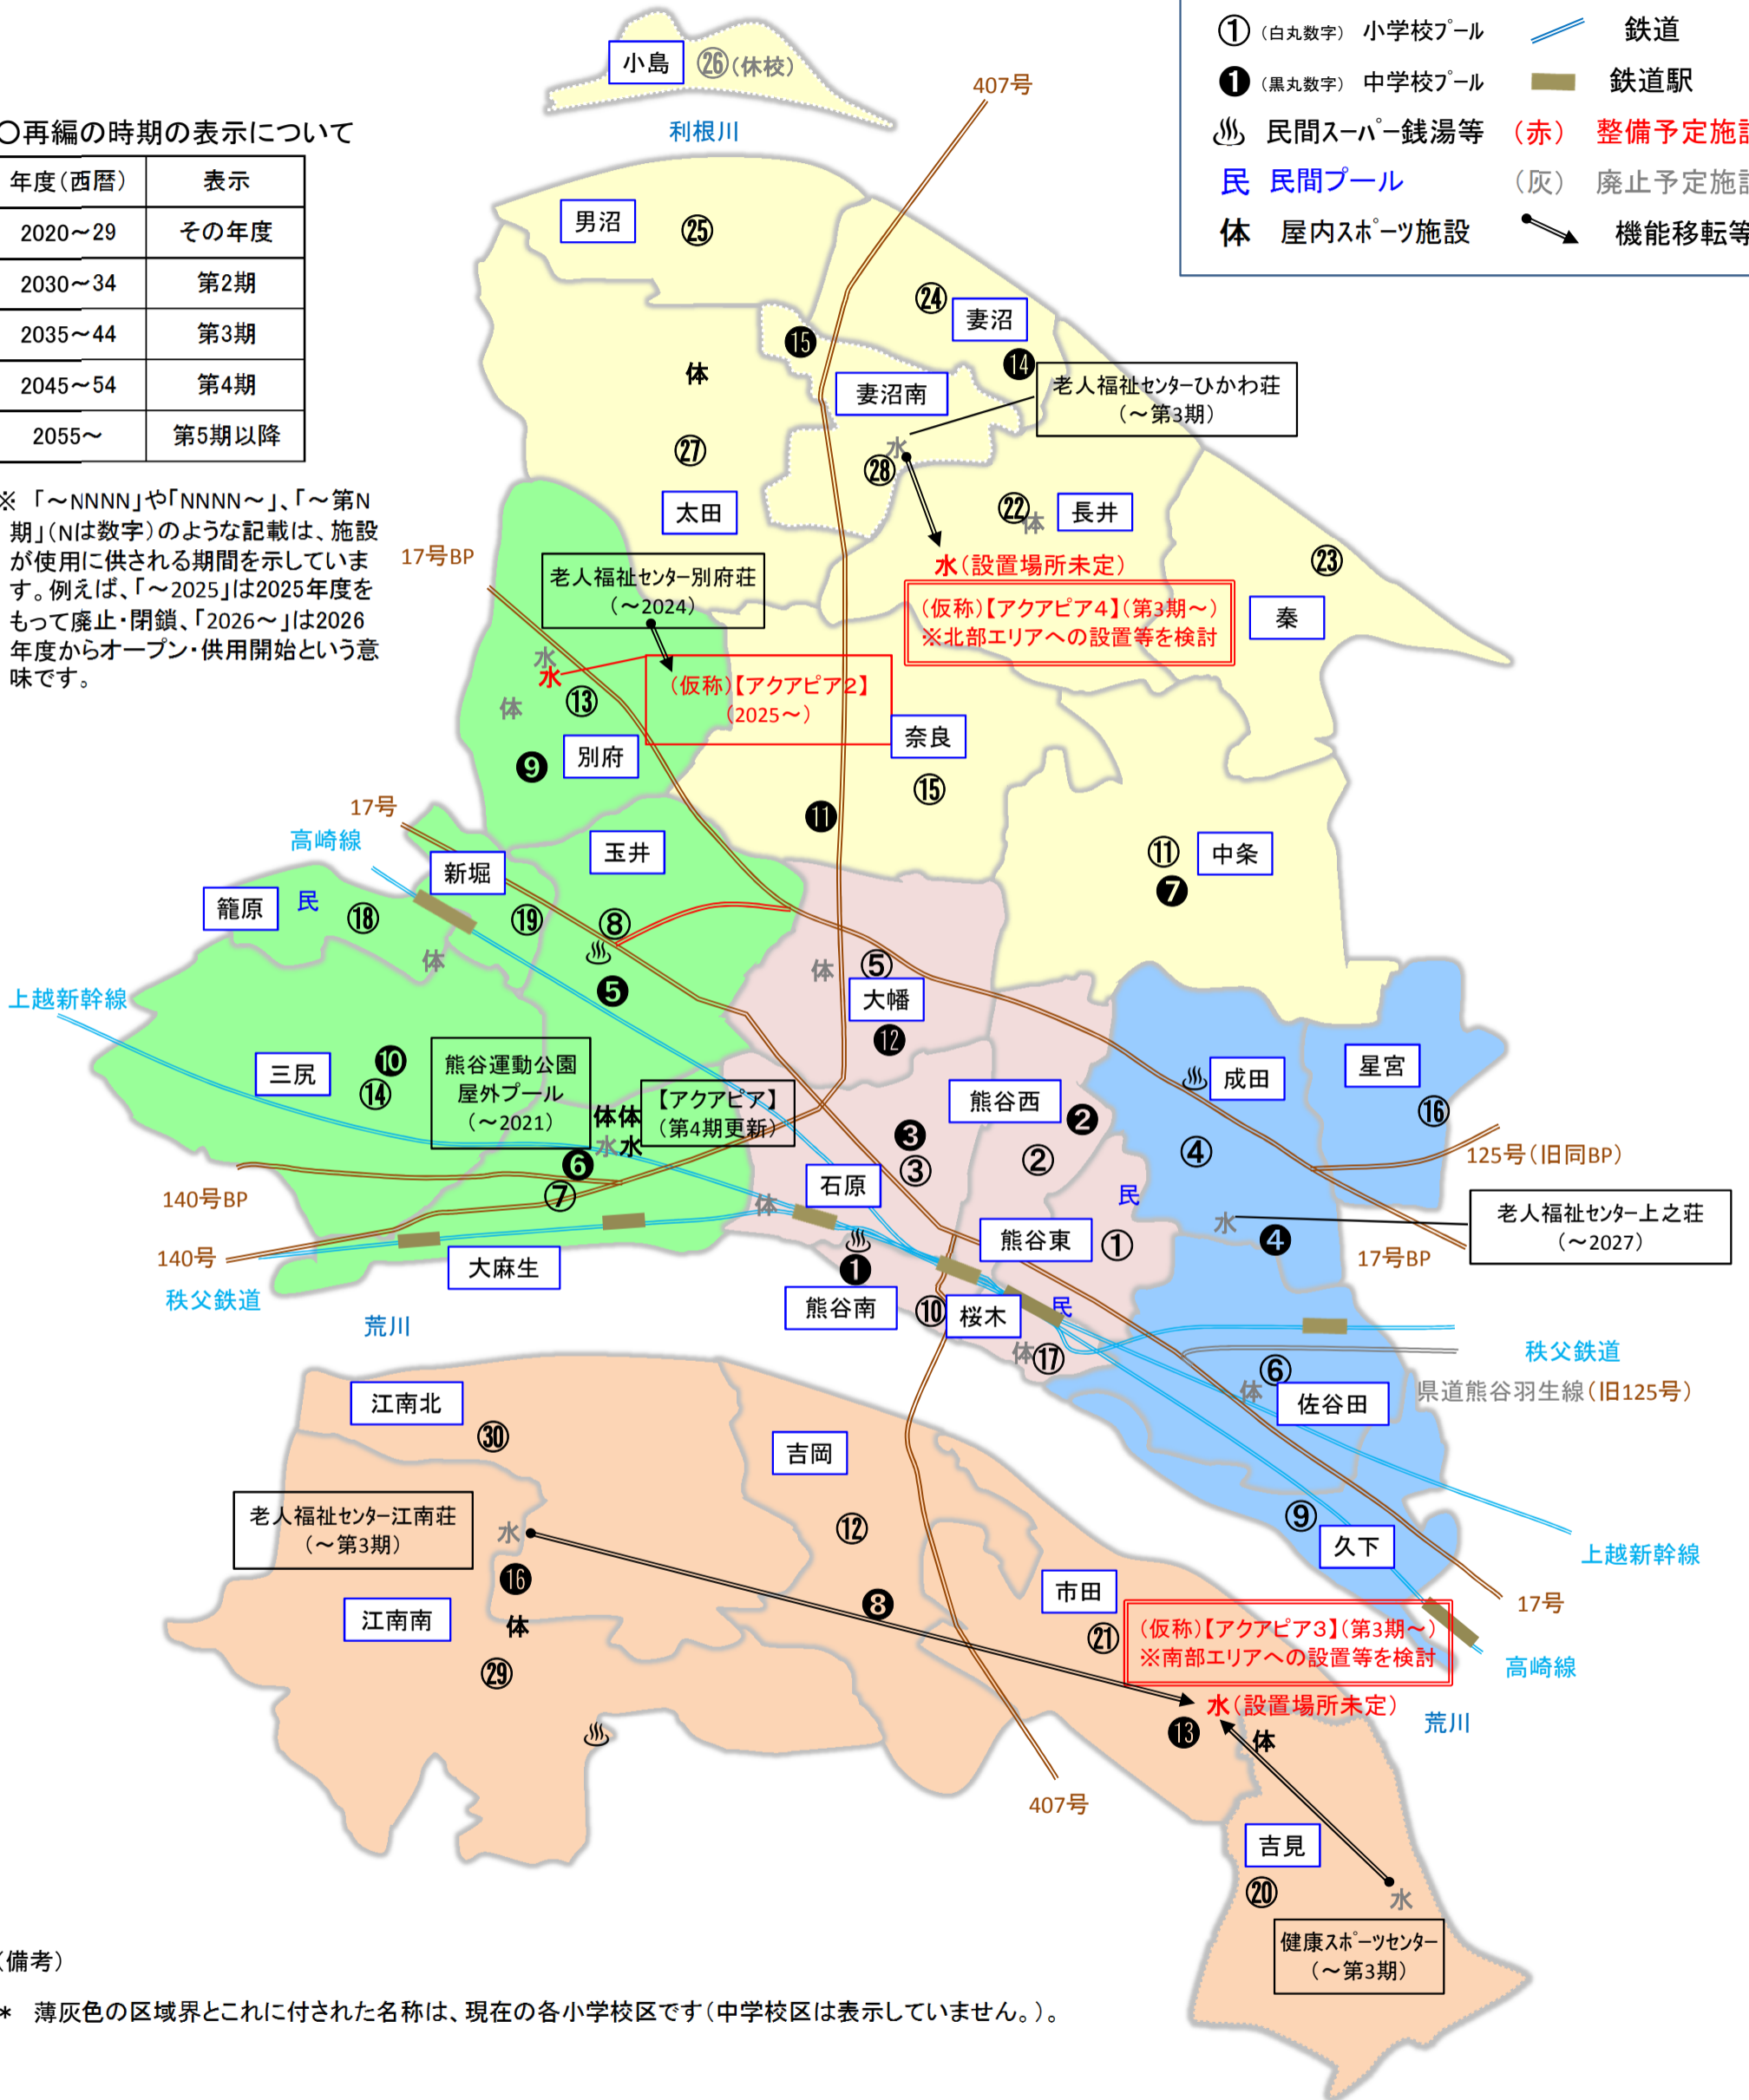 ① （白丸数字） 小学校プール
鉄道
❶ （黒丸数字） 中学校プール
鉄道駅
♨ 民間スーパー銭湯等
（赤） 整備予定施設
民 民間プール
（灰） 廃止予定施設
体 屋内スポーツ施設
機能移転等
〇再編の時期の表示について
年度（西暦） 表示
2020～29 その年度
2030～34 第2期
2035～44 第3期
2045～54 第4期
2055～ 第5期以降
※ 「～NNNN」や「NNNN～」、「～第N
期」（Nは数字）のような記載は、施設
が使用に供される期間を示していま
す。例えば、「～2025」は2025年度を
もって廃止・閉鎖、「2026～」は2026
年度からオープン・供用開始という意
味です。
小島 ㉖（休校）
利根川
407号
男沼 ㉕
㉔ 妻沼
⓯
⓮
体
妻沼南
老人福祉センターひかわ荘
（～第3期）
㉗
水
㉘
太田
㉒ 体 長井
17号BP
水（設置場所未定）
㉓
老人福祉センター別府荘
（～2024）
（仮称）【アクアピア４】（第3期～）
※北部エリアへの設置等を検討
秦
水
水
（仮称）【アクアピア２】
（2025～）
⑬
体
奈良
❾ 別府
⑮
⓫
17号
高崎線
玉井
⑪ 中条
❼
新堀
籠原 民 ⑱ ⑲ ⑧
♨
体
体 ⑤
大幡
❺
上越新幹線
⓬
三尻 ❿
⑭
熊谷運動公園
屋外プール
（～2021）
体体
水水
【アクアピア】
（第4期更新）
熊谷西 ❷
♨ 成田
星宮
⑯
❸
③ ②
④
125号（旧同BP）
❻
⑦
140号BP
石原
体
民
水
老人福祉センター上之荘
（～2027）
熊谷東 ①
❹
17号BP
140号
大麻生
♨
❶
秩父鉄道
熊谷南 ⑩ 桜木 民
荒川
体⑰
秩父鉄道
⑥
体
佐谷田
県道熊谷羽生線（旧125号）
江南北
㉚
吉岡
老人福祉センター江南荘
（～第3期）
水
⑫
⑨
久下
上越新幹線
⓰
❽
市田
17号
江南南
体
㉑
（仮称）【アクアピア３】（第3期～）
※南部エリアへの設置等を検討
㉙
高崎線
水（設置場所未定）
荒川
⓭
体
♨
407号
吉見
⑳
水
健康スポーツセンター
（～第3期）
（備考）
* 薄灰色の区域界とこれに付された名称は、現在の各小学校区です（中学校区は表示していません。）。